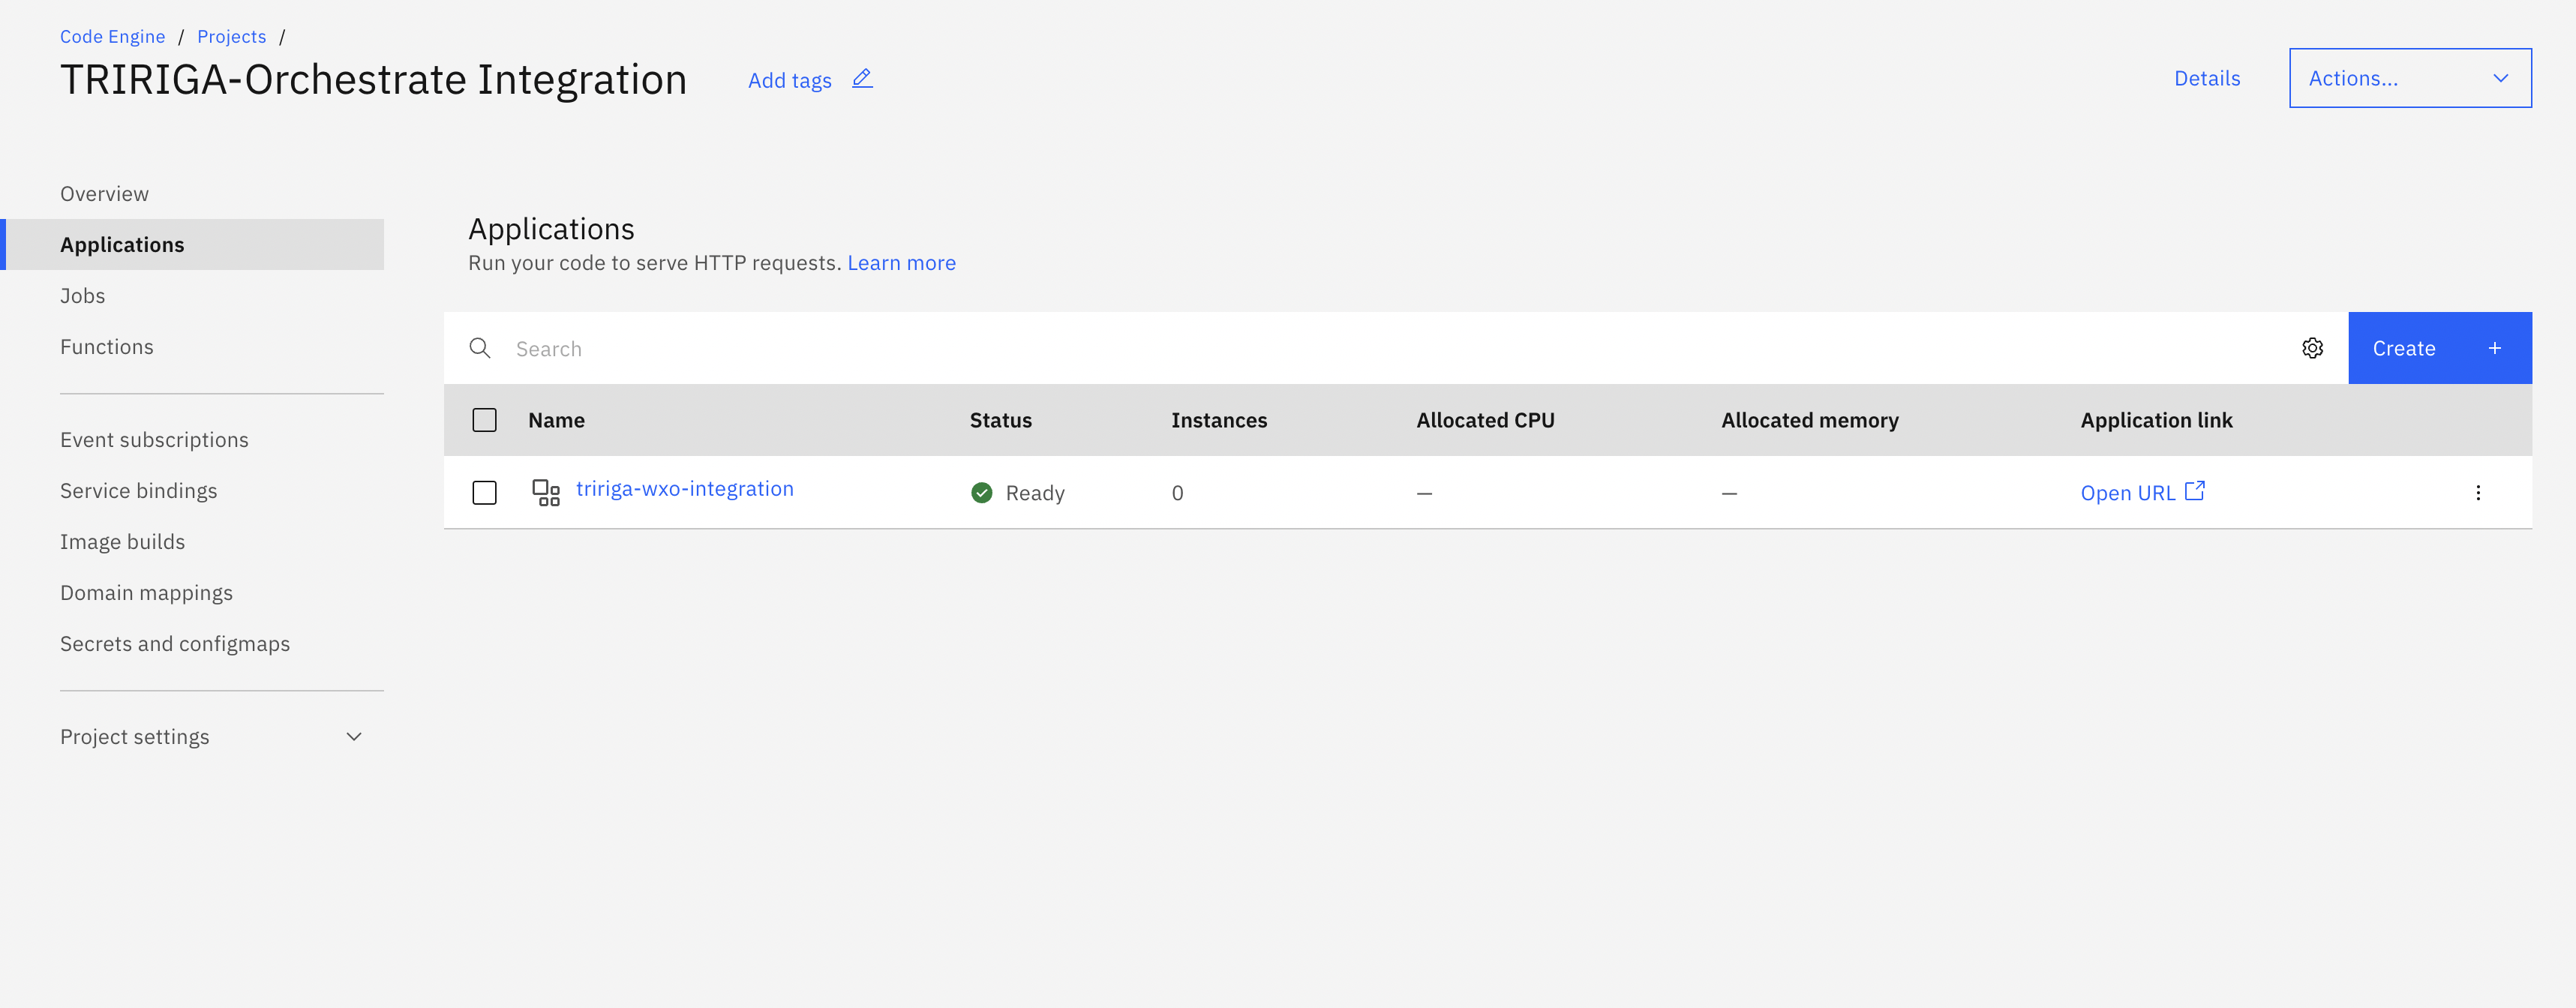 Code Engine / Projects /
TRIRIGA-Orchestrate Integration
Add tags
Details
Actions...
Overview
Applications
Jobs
Functions
Event subscriptions
Service bindings
Image builds
Domain mappings
Secrets and configmaps
Project settings
Applications
Run your code to serve HTTP requests. Learn more
Search
Create +
Name Status Instances Allocated CPU Allocated memory Application link
tririga-wxo-integration Ready 0 — — Open URL